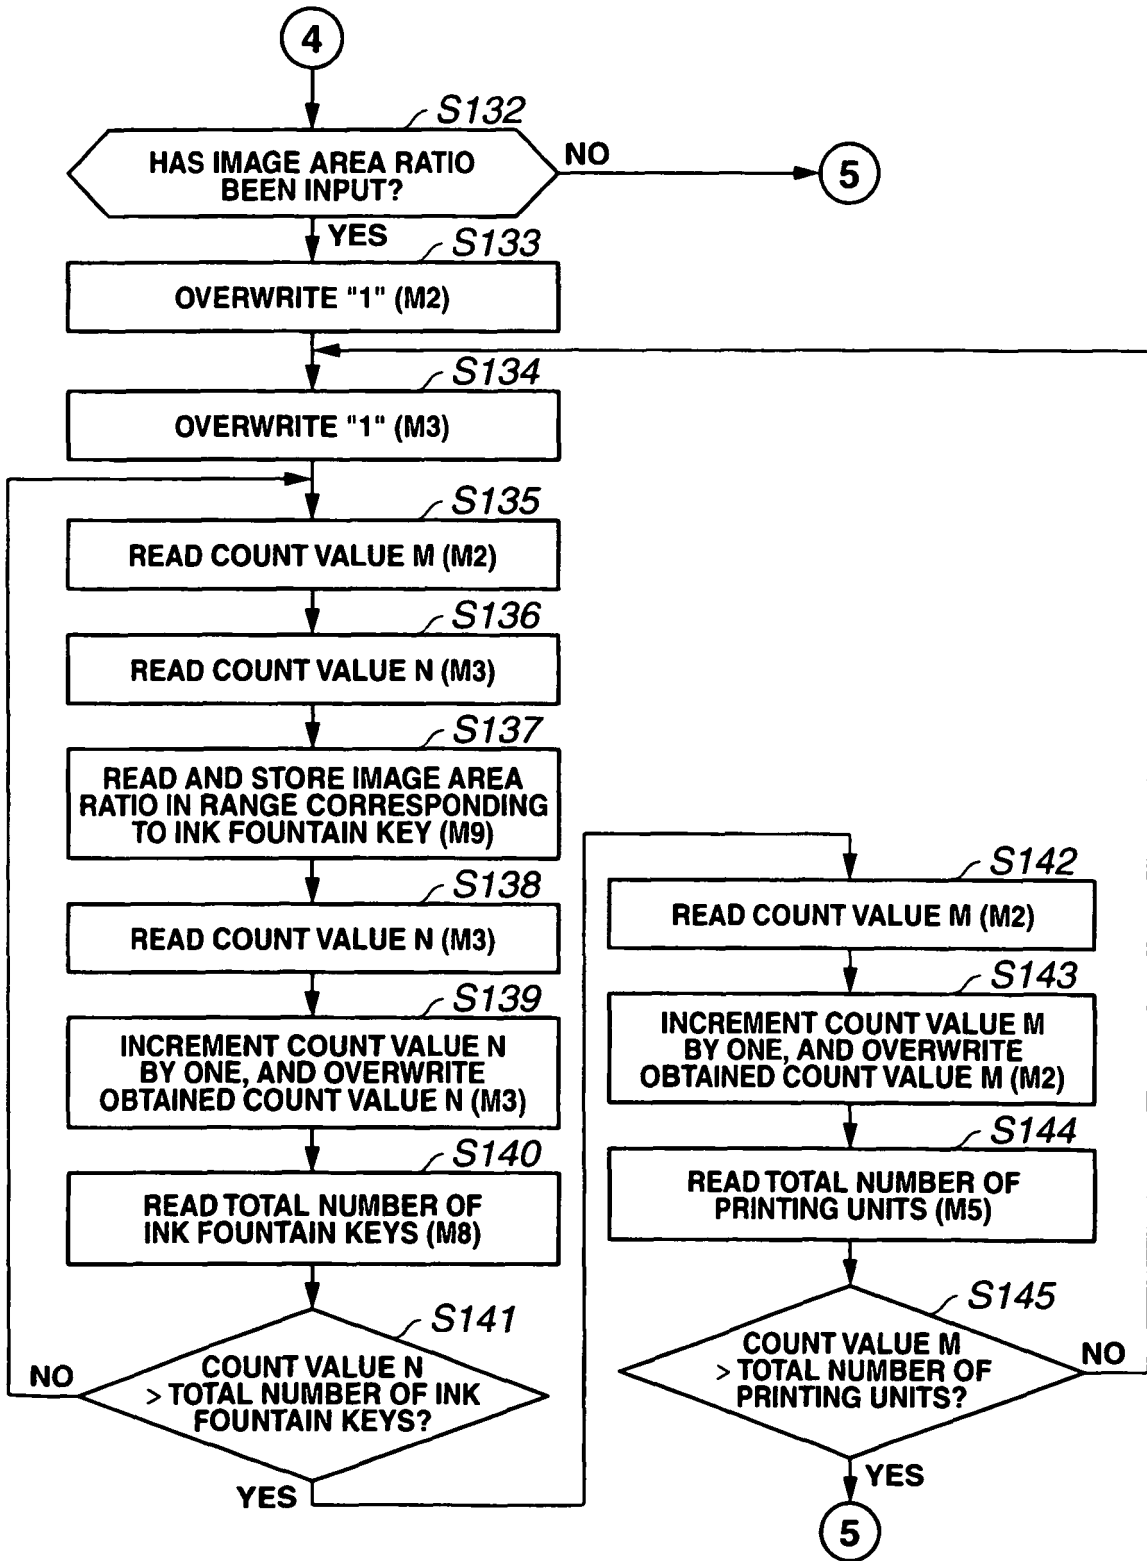 4
S132
HAS IMAGE AREA RATIO
BEEN INPUT?
NO
5
YES
S133
OVERWRITE "1" (M2)
S134
OVERWRITE "1" (M3)
S135
READ COUNT VALUE M (M2)
S136
READ COUNT VALUE N (M3)
S137
READ AND STORE IMAGE AREA
RATIO IN RANGE CORRESPONDING
TO INK FOUNTAIN KEY (M9)
S138
READ COUNT VALUE N (M3)
S139
INCREMENT COUNT VALUE N
BY ONE, AND OVERWRITE
OBTAINED COUNT VALUE N (M3)
S140
READ TOTAL NUMBER OF
INK FOUNTAIN KEYS (M8)
S141
COUNT VALUE N
> TOTAL NUMBER OF INK
FOUNTAIN KEYS?
NO
YES
S142
READ COUNT VALUE M (M2)
S143
INCREMENT COUNT VALUE M
BY ONE, AND OVERWRITE
OBTAINED COUNT VALUE M (M2)
S144
READ TOTAL NUMBER OF
PRINTING UNITS (M5)
S145
COUNT VALUE M
> TOTAL NUMBER OF
PRINTING UNITS?
NO
YES
5